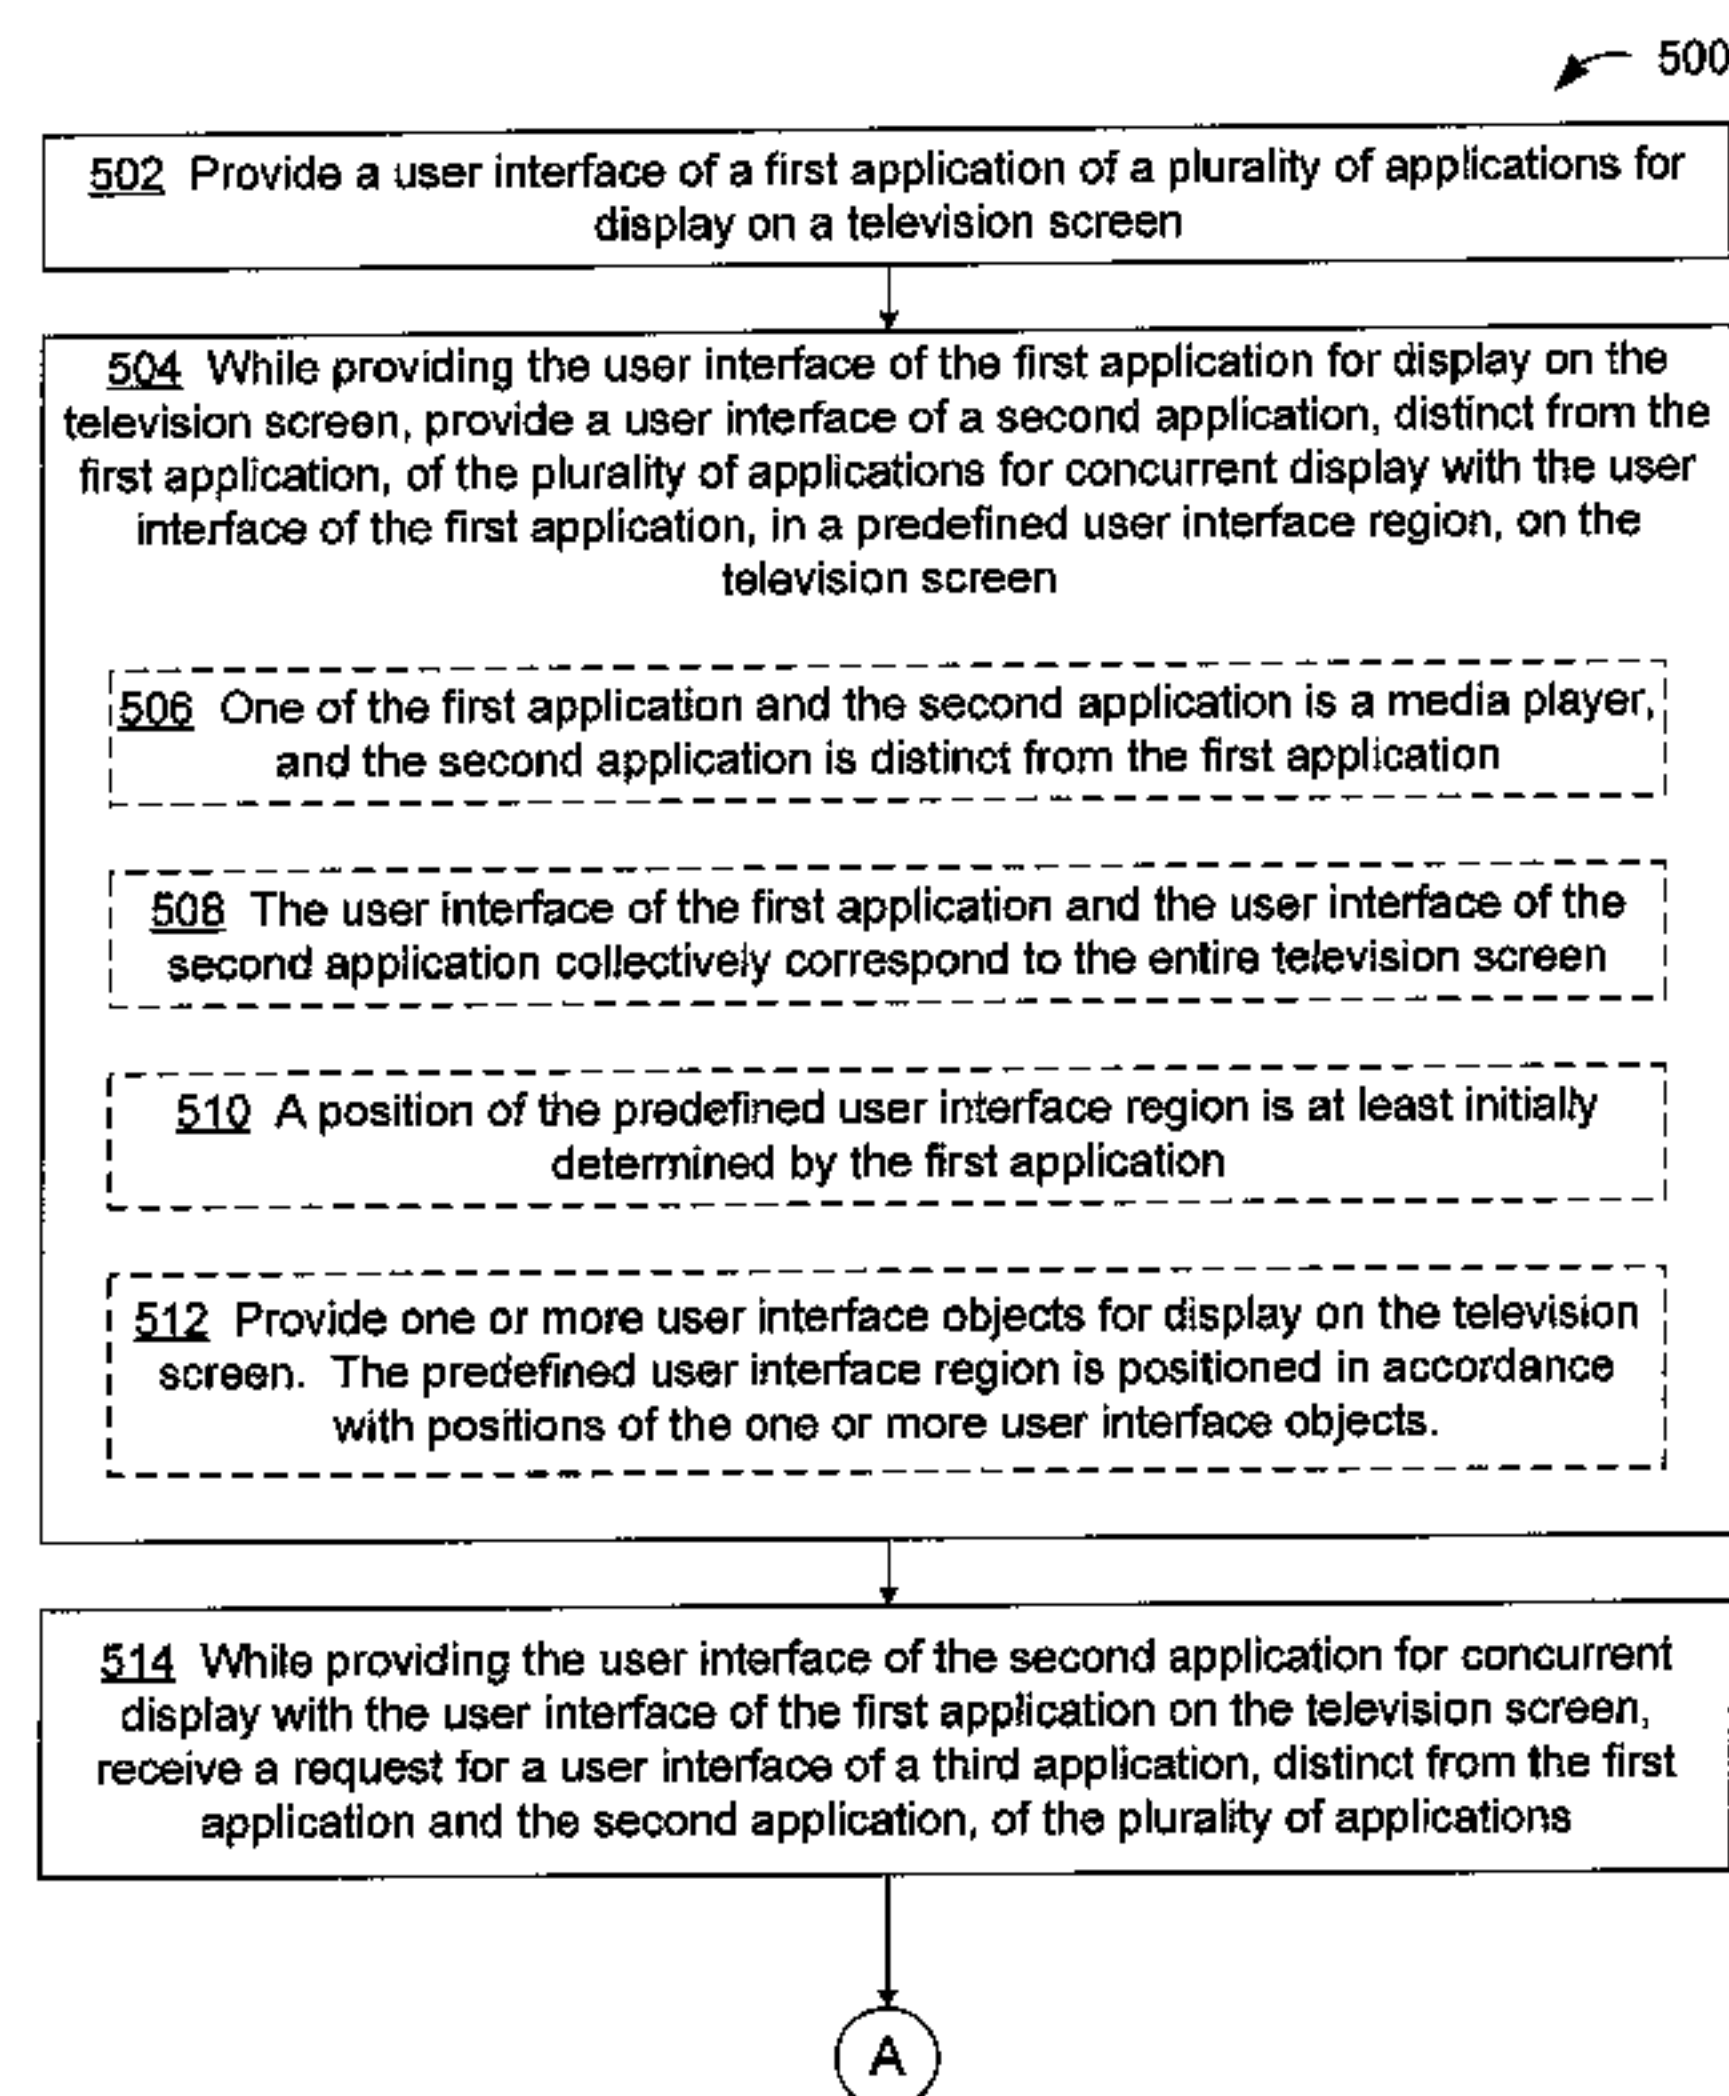 500
502 Provide a user interface of a first application of a plurality of applications for
display on a television screen
504 While providing the user interface of the first application for display on the
television screen, provide a user interface of a second application, distinct from the
first application, of the plurality of applications for concurrent display with the user
interface of the first application, in a predefined user interface region, on the
television screen
506 One of the first application and the second application is a media player,
and the second application is distinct from the first application
508 The user interface of the first application and the user interface of the
second application collectively correspond to the entire television screen
510 A position of the predefined user interface region is at least initially
determined by the first application
512 Provide one or more user interface objects for display on the television
screen. The predefined user interface region is positioned in accordance
with positions of the one or more user interface objects.
514 While providing the user interface of the second application for concurrent
display with the user interface of the first application on the television screen,
receive a request for a user interface of a third application, distinct from the first
application and the second application, of the plurality of applications
A